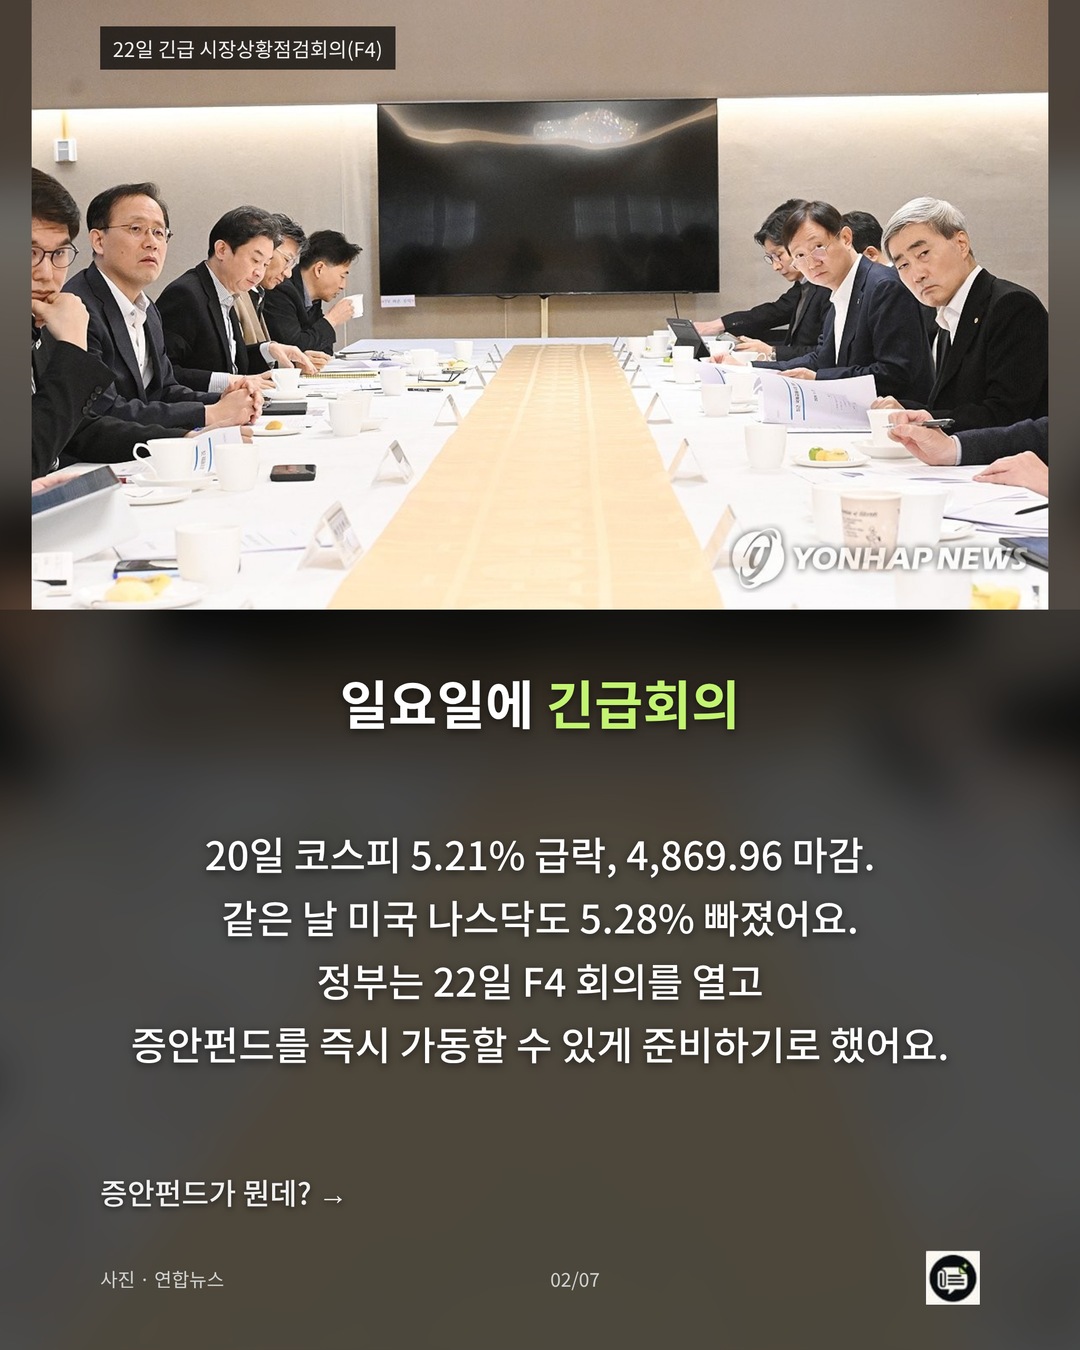 22일 긴급 시장상황점검회의(F4)
YONHAP NEWS
일요일에 긴급회의
20일 코스피 5.21% 급락, 4,869.96 마감.
같은 날 미국 나스닥도 5.28% 빠졌어요.
정부는 22일 F4 회의를 열고
증안펀드를 즉시 가동할 수 있게 준비하기로 했어요.
증안펀드가 뭔데? →
사진 · 연합뉴스
02/07